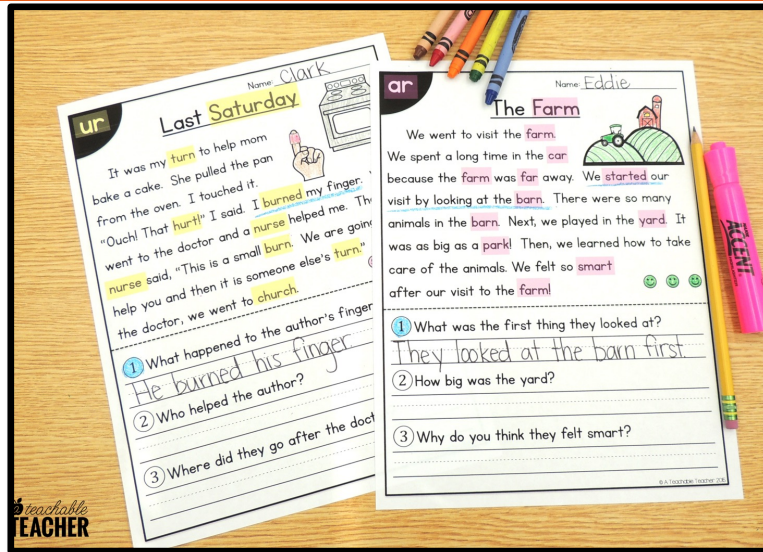 ur
Name: Clark
Last Saturday
It was my turn to help mom
bake a cake. She pulled the pan
from the oven. I touched it.
"Ouch! That hurt!" I said. I burned my finger.
went to the doctor and a nurse helped me. Th
nurse said, "This is a small burn. We are goin
help you and then it is someone else's turn."
the doctor, we went to church.
1 What happened to the author's finger
He burned his finger
2 Who helped the author?
3 Where did they go after the doct
ar
Name: Eddie
The Farm
We went to visit the farm.
We spent a long time in the car
because the farm was far away. We started our
visit by looking at the barn. There were so many
animals in the barn. Next, we played in the yard. It
was as big as a park! Then, we learned how to take
care of the animals. We felt so smart
after our visit to the farm!
1 What was the first thing they looked at?
They looked at the barn first.
2 How big was the yard?
3 Why do you think they felt smart?
© A Teachable Teacher 2015
ACCENT
a teachable
TEACHER